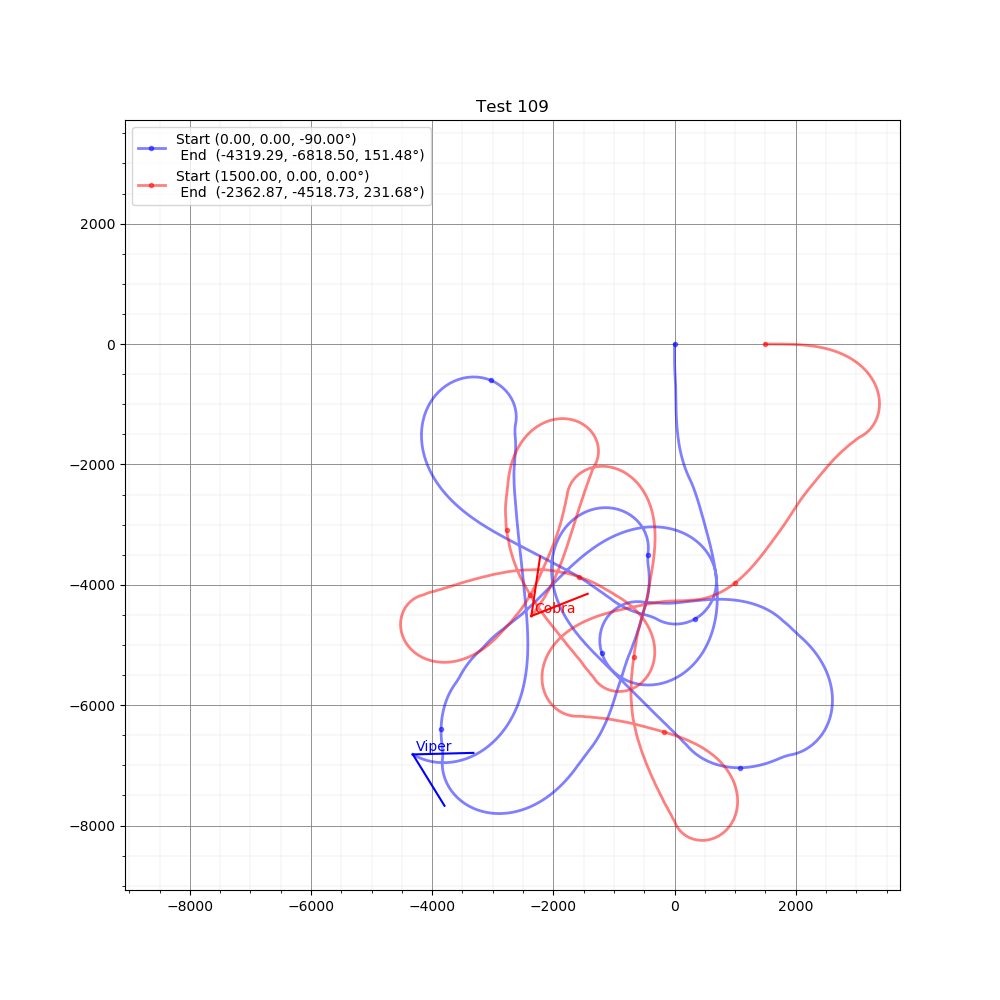 Test 109
Start (0.00, 0.00, -90.00°)
End (-4319.29, -6818.50, 151.48°)
Start (1500.00, 0.00, 0.00°)
End (-2362.87, -4518.73, 231.68°)
2000
0
−2000
−4000
−6000
−8000
Cobra
Viper
−8000 −6000 −4000 −2000 0 2000